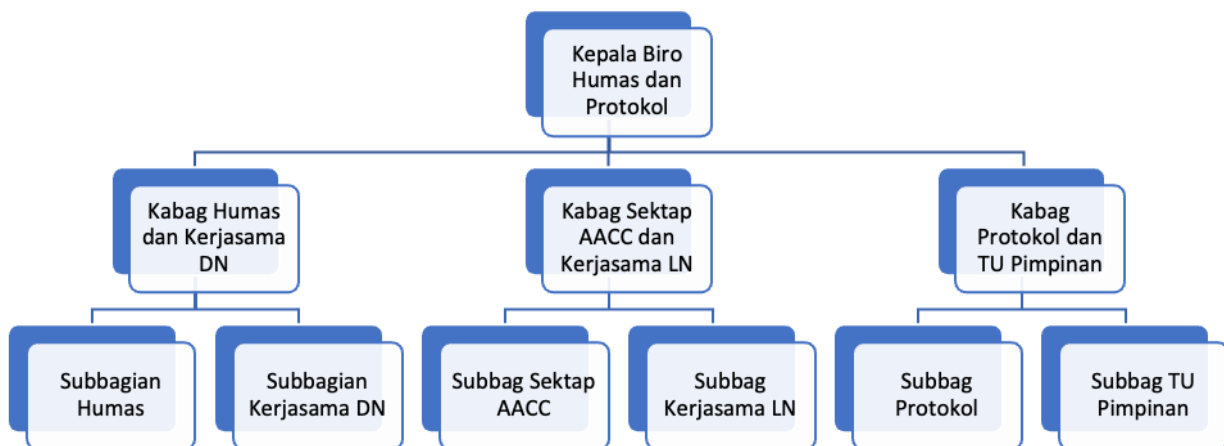 Kepala Biro
Humas dan
Protokol
Kabag Humas
dan Kerjasama
DN
Kabag Sektap
AACC dan
Kerjasama LN
Kabag
Protokol dan
TU Pimpinan
Subbagian
Humas
Subbagian
Kerjasama DN
Subbag Sektap
AACC
Subbag
Kerjasama LN
Subbag
Protokol
Subbag TU
Pimpinan